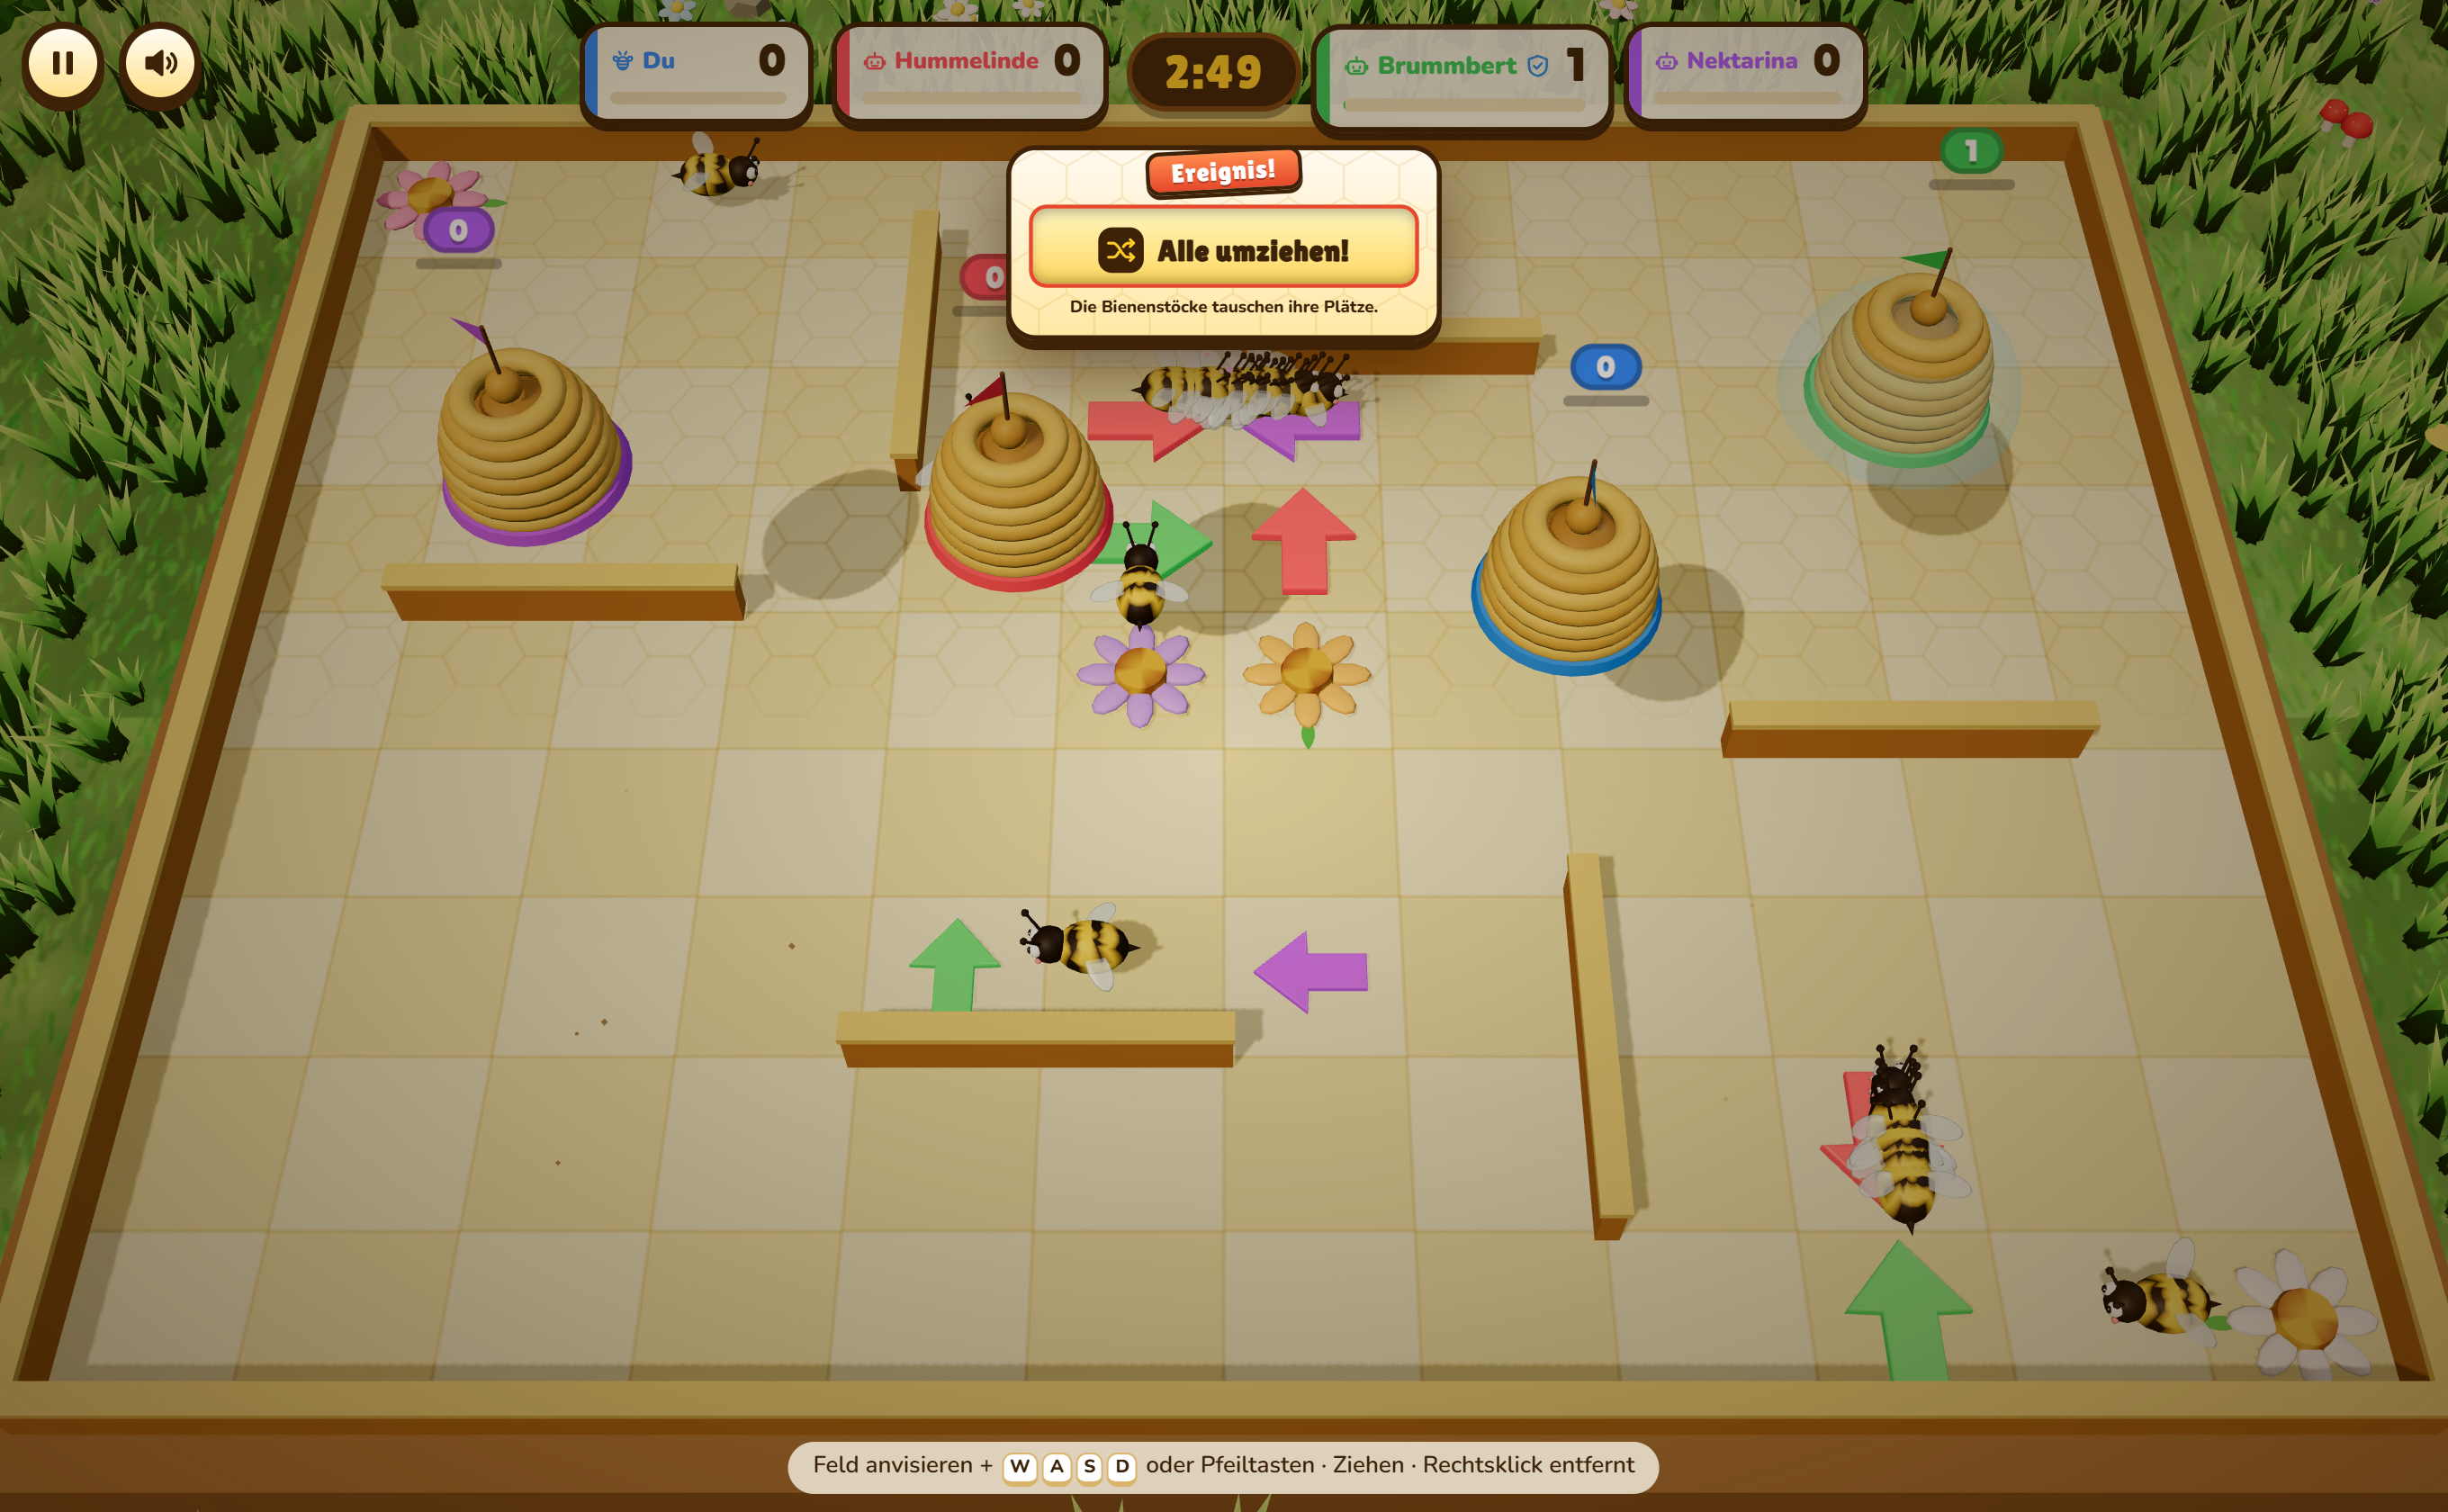 Du 0
Hummelinde 0
2:49
Brummbert 1
Nektarina 0
Ereignis!
Alle umziehen!
Die Bienenstöcke tauschen ihre Plätze.
1
0
0
0
Feld anvisieren + W A S D oder Pfeiltasten · Ziehen · Rechtsklick entfernt